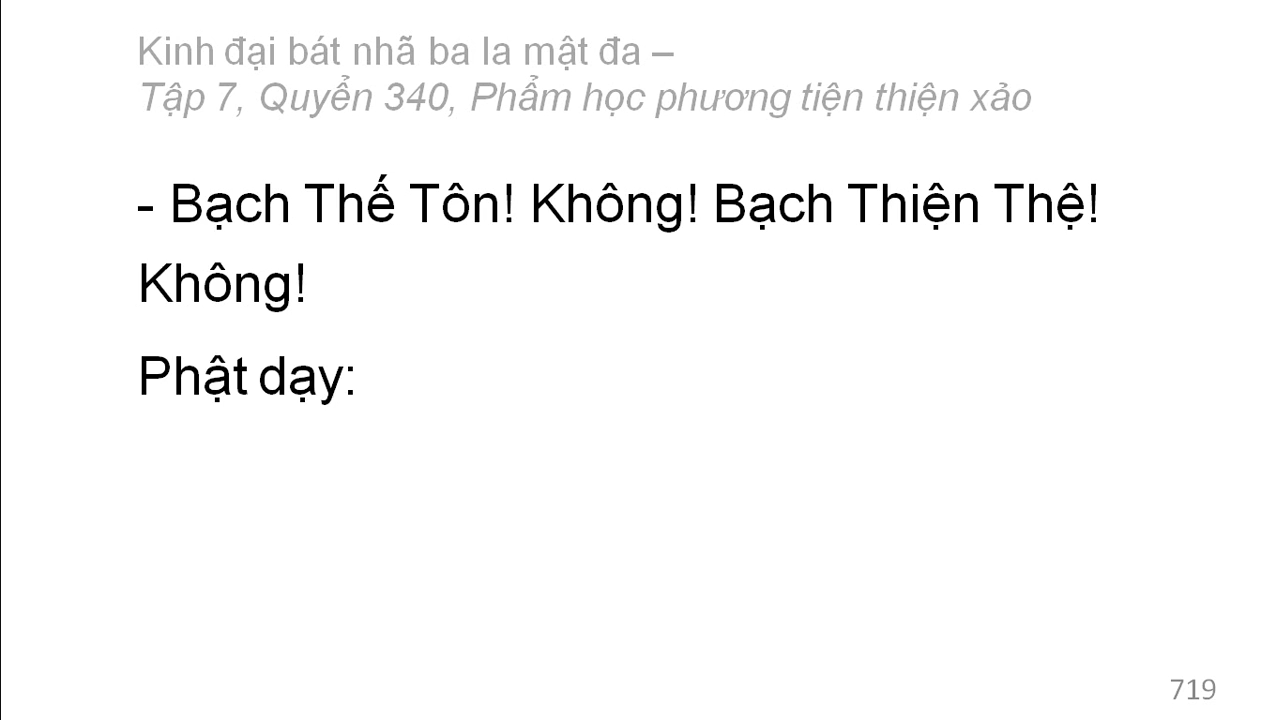 Kinh đại bát nhã ba la mật đa –
Tập 7, Quyển 340, Phẩm học phương tiện thiện xảo
- Bạch Thế Tôn! Không! Bạch Thiện Thệ!
Không!
Phật dạy:
719